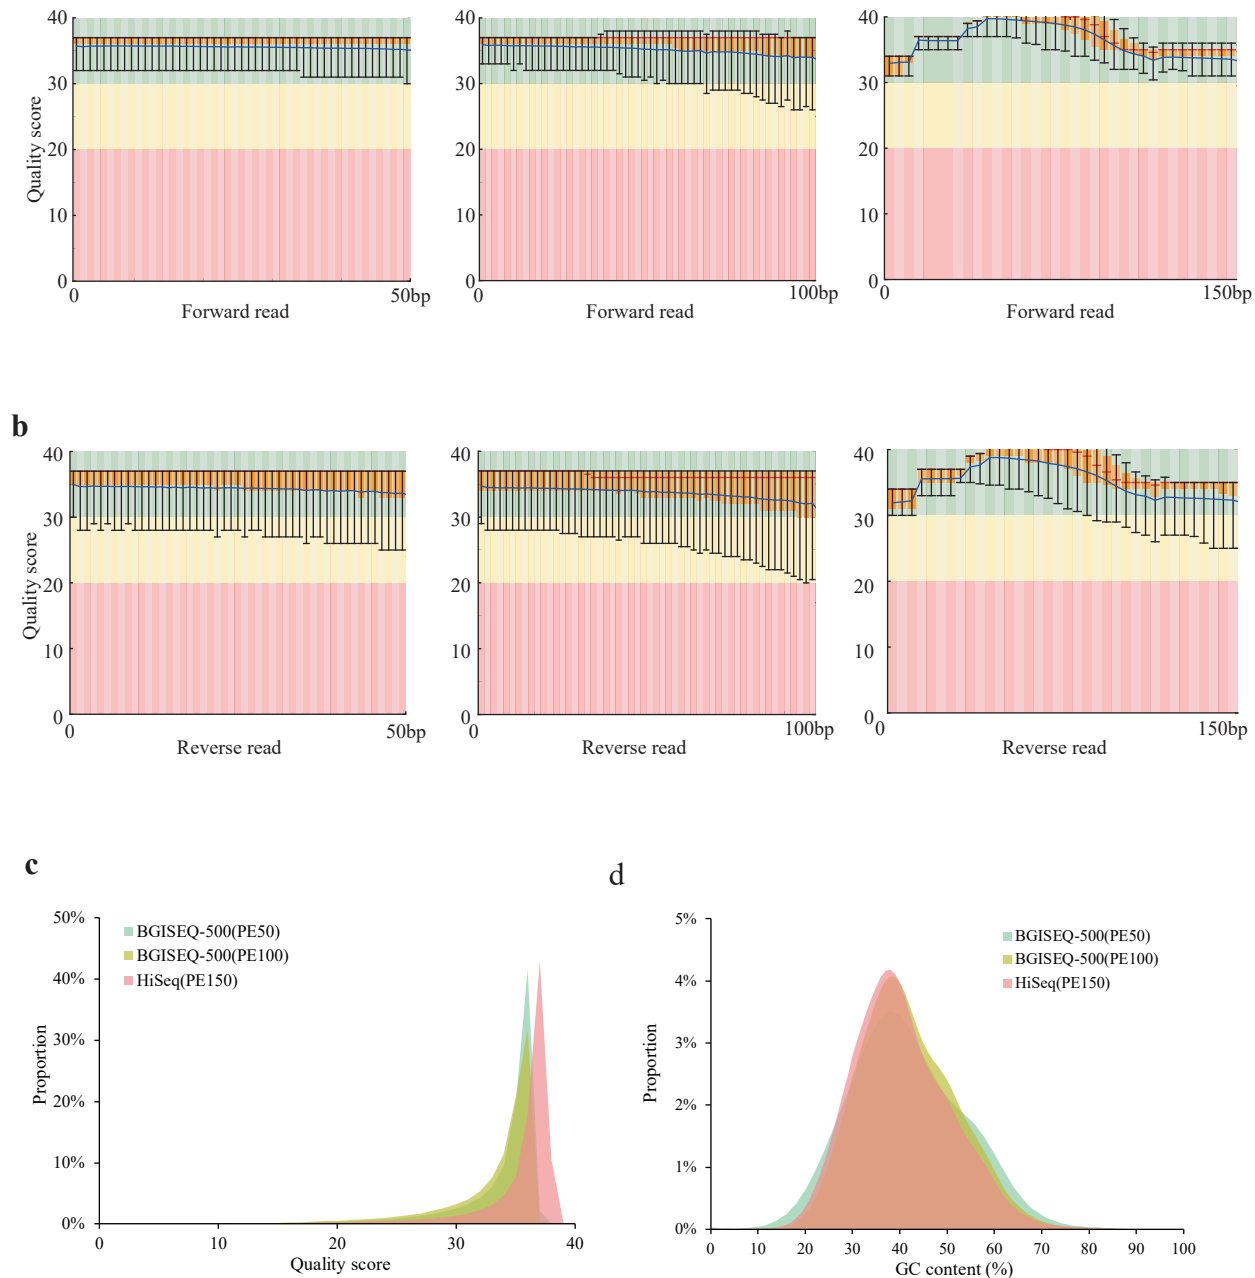 40
30
20
10
0
Quality score
0
50bp
Forward read
40
30
20
10
0
0
100bp
Forward read
40
30
20
10
0
0
150bp
Forward read
b
40
30
20
10
0
Quality score
0
50bp
Reverse read
40
30
20
10
0
0
100bp
Reverse read
40
30
20
10
0
0
150bp
Reverse read
c
50%
40%
30%
20%
10%
0%
Proportion
BGISEQ-500(PE50)
BGISEQ-500(PE100)
HiSeq(PE150)
0 10 20 30 40
Quality score
d
5%
4%
3%
2%
1%
0%
Proportion
BGISEQ-500(PE50)
BGISEQ-500(PE100)
HiSeq(PE150)
0 10 20 30 40 50 60 70 80 90 100
GC content (%)